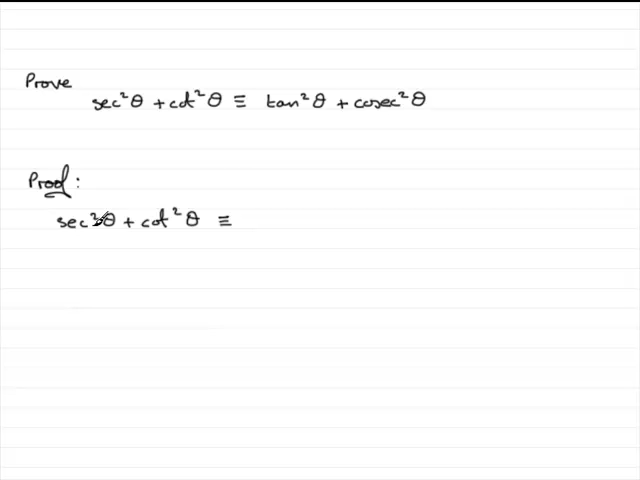 Prove
sec²θ + cot²θ ≡ tan²θ + cosec²θ
Proof:
sec²θ + cot²θ ≡